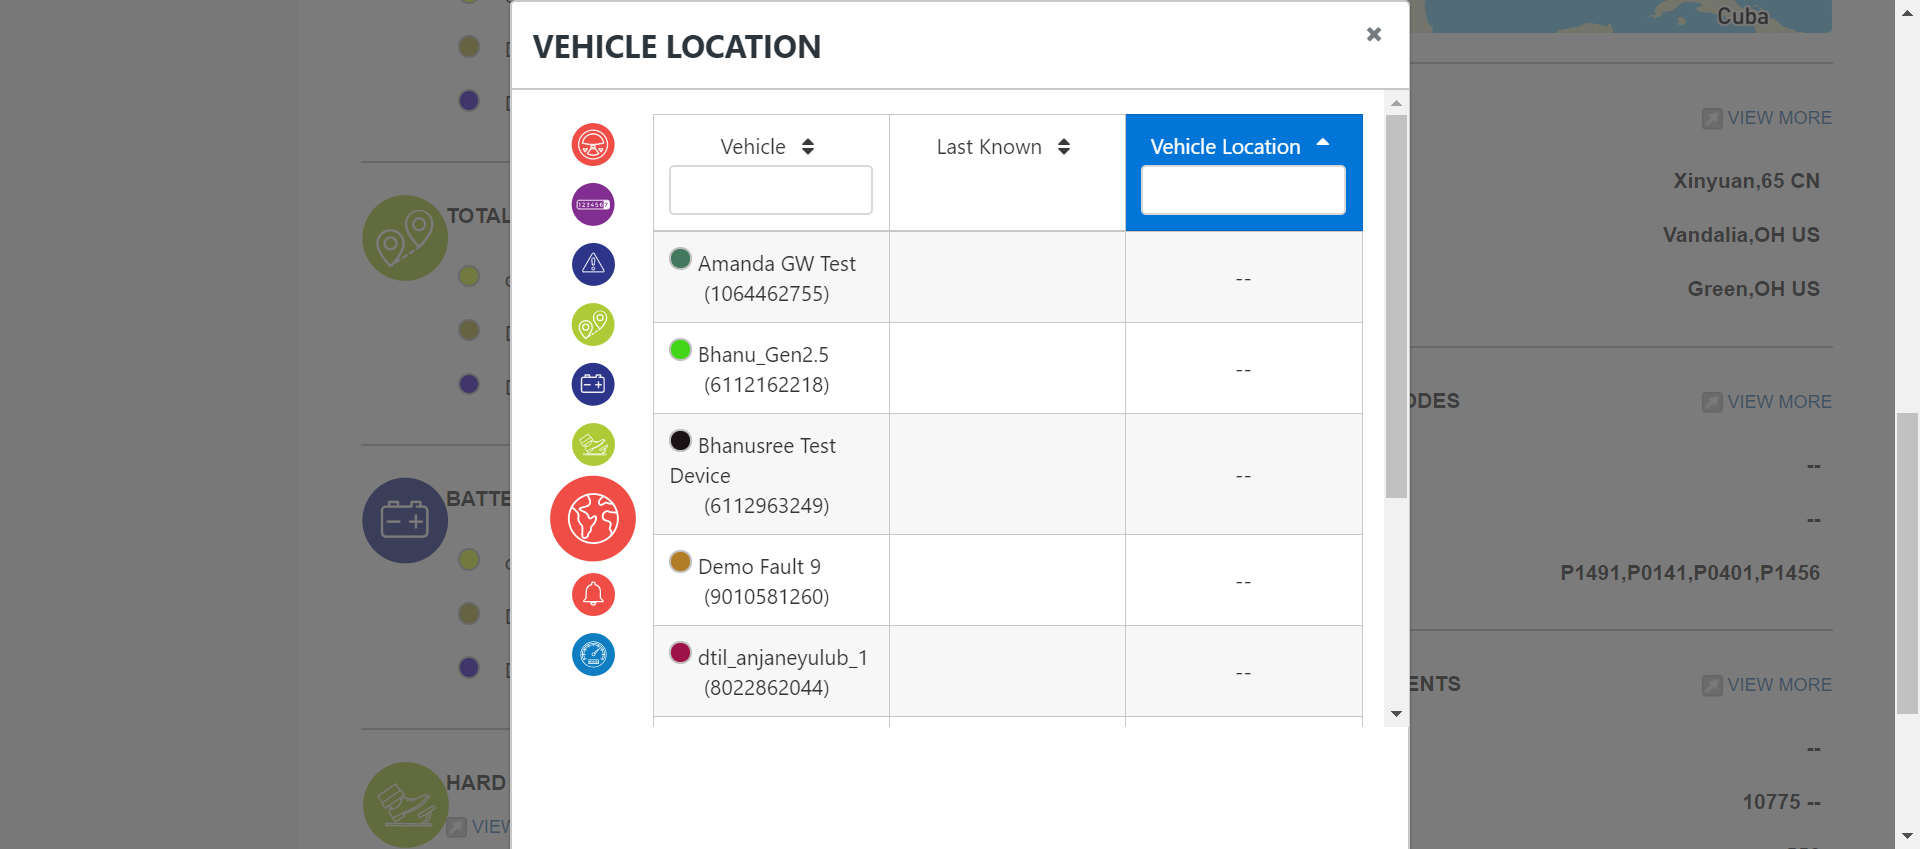 Cuba
VEHICLE LOCATION
VIEW MORE
Xinyuan,65 CN
Vandalia,OH US
Green,OH US
TOTAL
ODES
VIEW MORE
--
--
P1491,P0141,P0401,P1456
BATTE
ENTS
VIEW MORE
--
10775 --
HARD
VIEW
Vehicle
Last Known
Vehicle Location
1234567
Amanda GW Test
(1064462755)
--
Bhanu_Gen2.5
(6112162218)
--
Bhanusree Test
Device
(6112963249)
--
Demo Fault 9
(9010581260)
--
dtil_anjaneyulub_1
(8022862044)
--